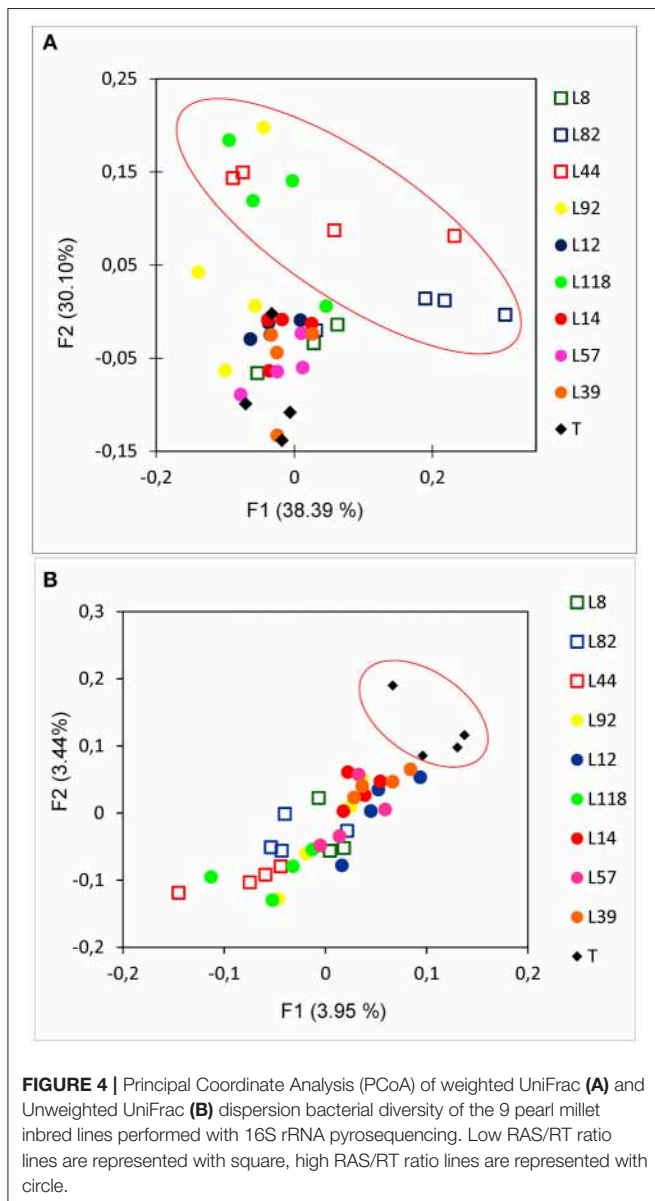 A
0,25
0,15
0,05
-0,05
-0,15
-0,2
0
0,2
F2 (30.10%)
F1 (38.39 %)
L8
L82
L44
L92
L12
L118
L14
L57
L39
T
B
0,3
0,2
0,1
0
-0,1
-0,2
-0,2
-0,1
0
0,1
0,2
F2 (3.44%)
F1 (3.95 %)
L8
L82
L44
L92
L12
L118
L14
L57
L39
T
FIGURE 4 | Principal Coordinate Analysis (PCoA) of weighted UniFrac (A) and
Unweighted UniFrac (B) dispersion bacterial diversity of the 9 pearl millet
inbred lines performed with 16S rRNA pyrosequencing. Low RAS/RT ratio
lines are represented with square, high RAS/RT ratio lines are represented with
circle.